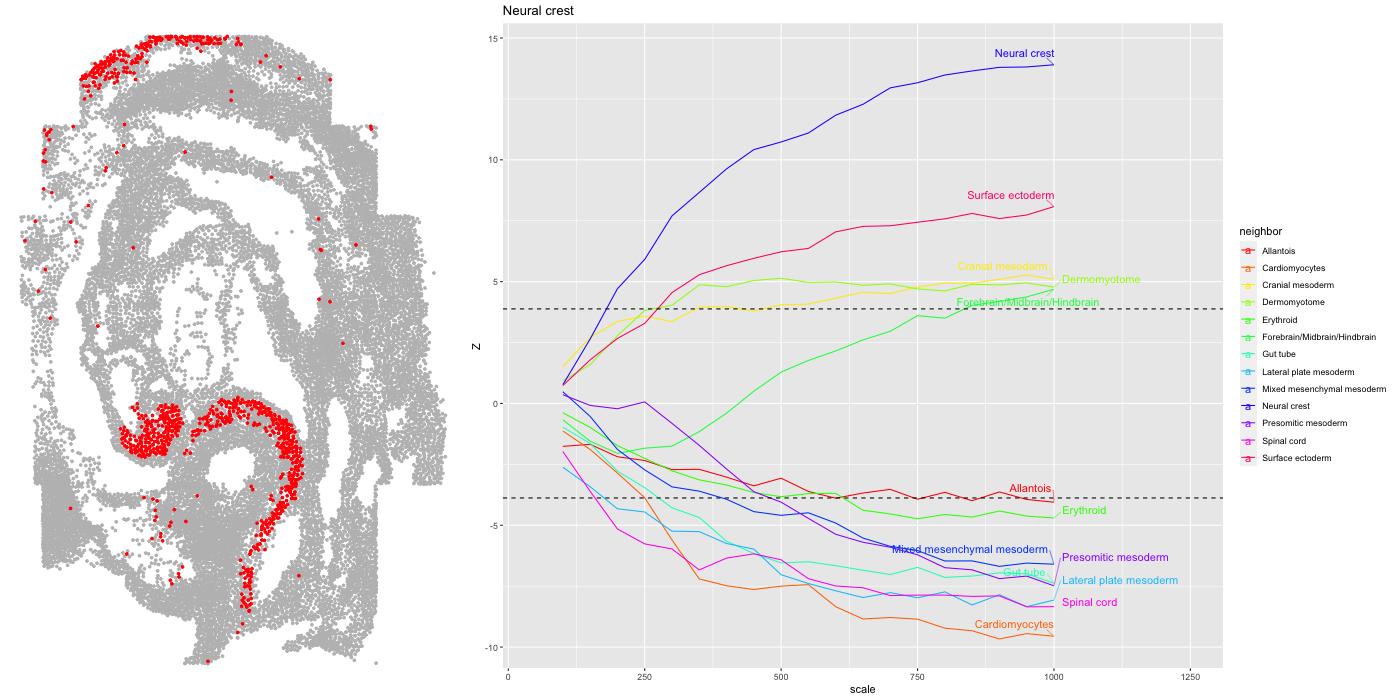 Neural crest
15
10
5
0
-5
-10
Z
0
250
500
750
1000
1250
scale
Neural crest
Surface ectoderm
Cranial mesoderm
Dermomyotome
Forebrain/Midbrain/Hindbrain
Allantois
Erythroid
Mixed mesenchymal mesoderm
Presomitic mesoderm
Gut tube
Lateral plate mesoderm
Spinal cord
Cardiomyocytes
neighbor
a Allantois
a Cardiomyocytes
a Cranial mesoderm
a Dermomyotome
a Erythroid
a Forebrain/Midbrain/Hindbrain
a Gut tube
a Lateral plate mesoderm
a Mixed mesenchymal mesoderm
a Neural crest
a Presomitic mesoderm
a Spinal cord
a Surface ectoderm